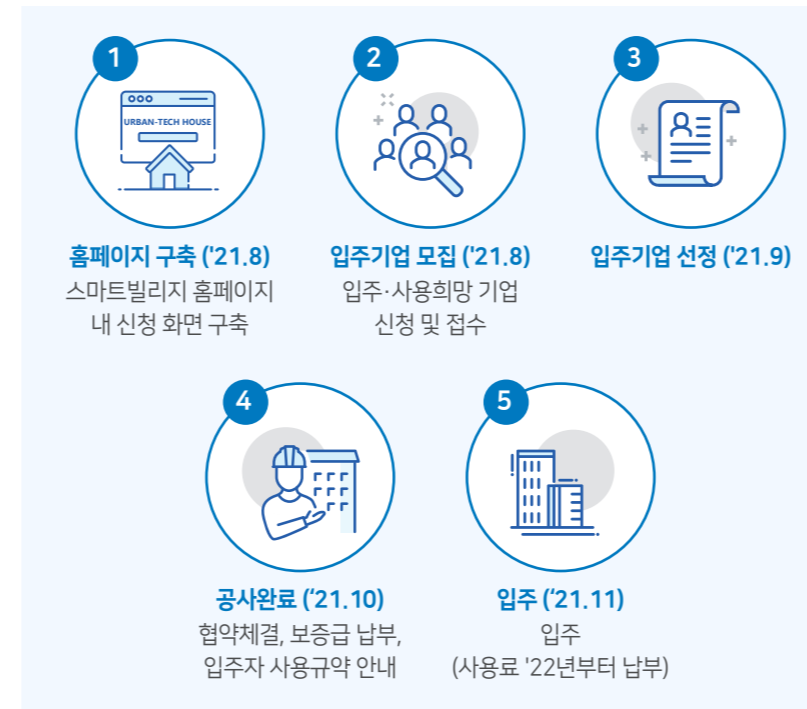 1
URBAN-TECH HOUSE
홈페이지 구축 ('21.8)
스마트빌리지 홈페이지
내 신청 화면 구축
2
입주기업 모집 ('21.8)
입주·사용희망 기업
신청 및 접수
3
입주기업 선정 ('21.9)
4
공사완료 (‘21.10)
협약체결, 보증급 납부,
입주자 사용규약 안내
5
입주 (‘21.11)
입주
(사용료 '22년부터 납부)